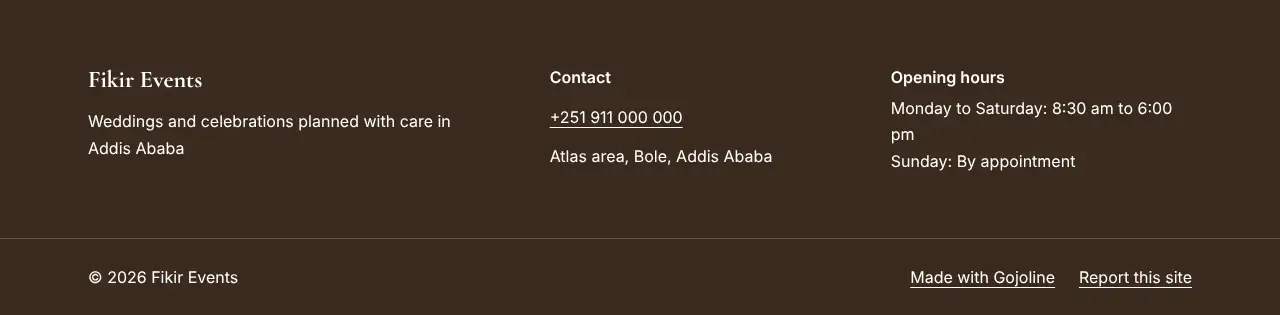 Fikir Events
Weddings and celebrations planned with care in
Addis Ababa
Contact
+251 911 000 000
Atlas area, Bole, Addis Ababa
Opening hours
Monday to Saturday: 8:30 am to 6:00
pm
Sunday: By appointment
© 2026 Fikir Events
Made with Gojoline
Report this site